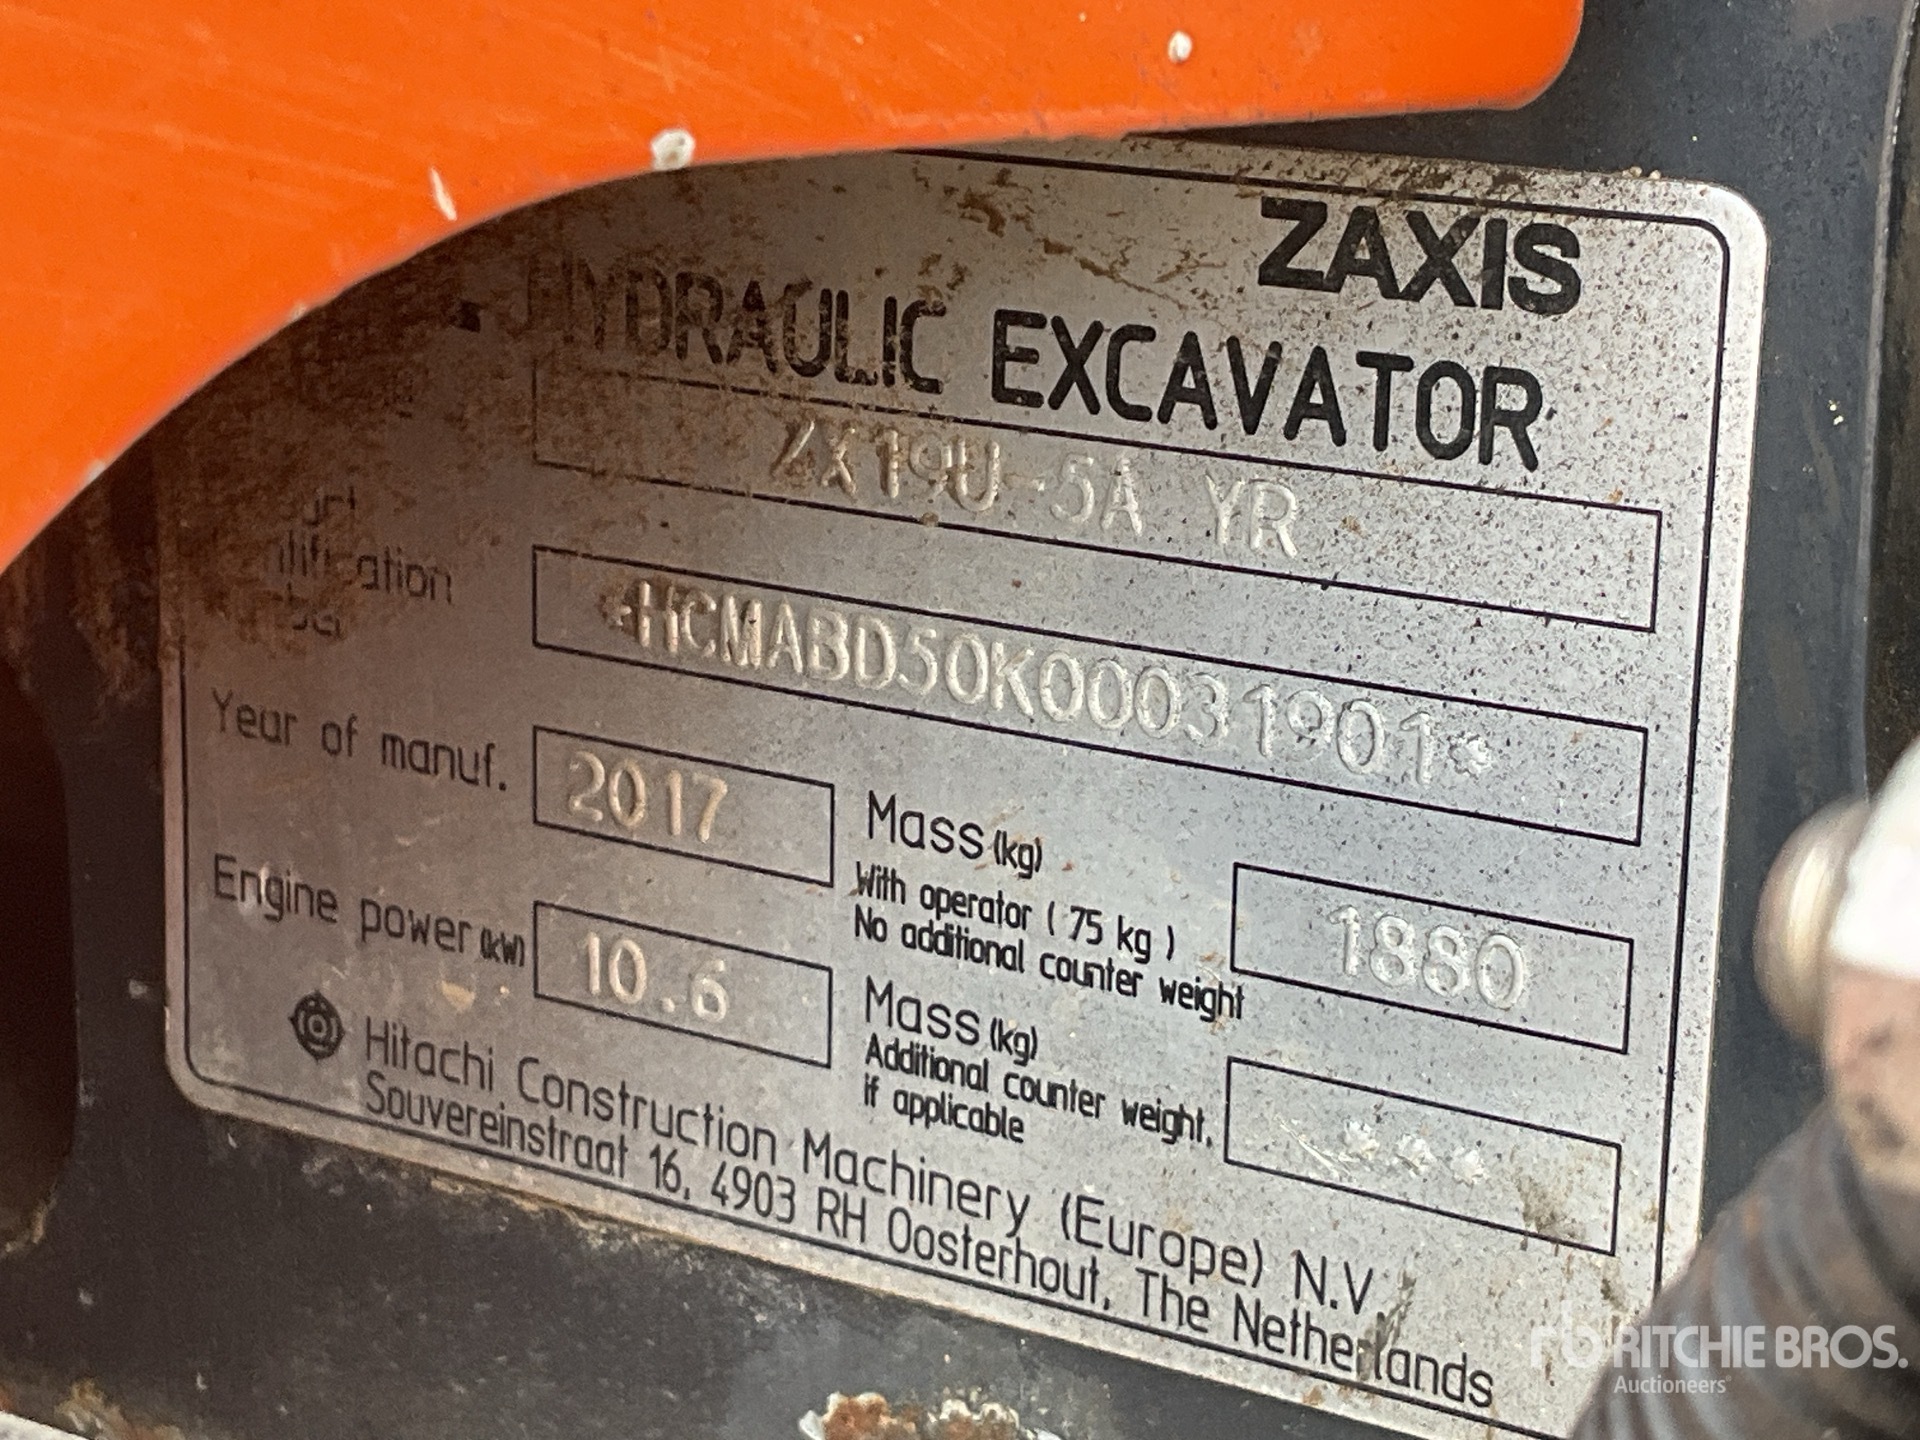 ZAXIS
HYDRAULIC EXCAVATOR
ZX19U-5A YR
*HCMABD50K00031901*
Year of manuf. 2017
Engine power (kW) 10.6
Mass (kg)
With operator ( 75 kg )
No additional counter weight
1880
Mass (kg)
Additional counter weight,
if applicable
***
Hitachi Construction Machinery (Europe) N.V.
Souvereinstraat 16, 4903 RH Oosterhout, The Netherlands
rb RITCHIE BROS.
Auctioneers